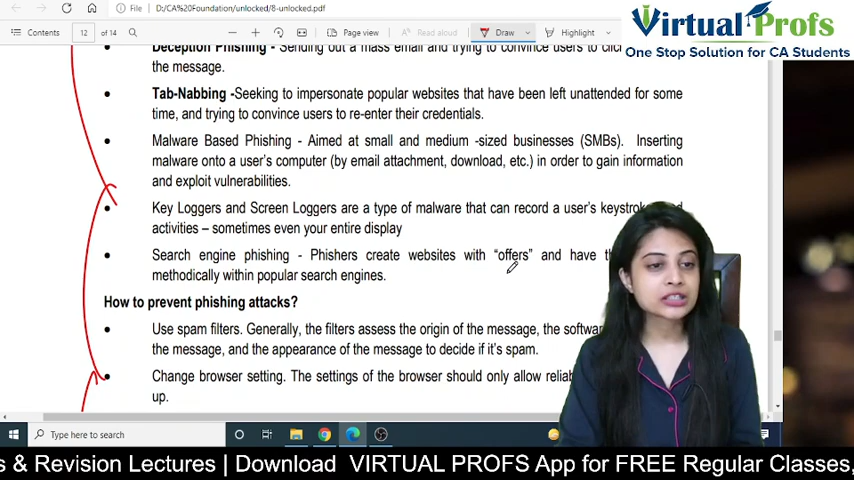 File
D:/CA%20Foundation/unlocked/8-unlocked.pdf
Contents
12
of 14
Page view
Read aloud
Draw
Highlight
Virtual Profs
One Stop Solution for CA Students
Deception Phishing - Sending out a mass email and trying to convince users to
the message.
Tab-Nabbing -Seeking to impersonate popular websites that have been left unattended for some
time, and trying to convince users to re-enter their credentials.
Malware Based Phishing - Aimed at small and medium -sized businesses (SMBs). Inserting
malware onto a user's computer (by email attachment, download, etc.) in order to gain information
and exploit vulnerabilities.
Key Loggers and Screen Loggers are a type of malware that can record a user's
activities – sometimes even your entire display
Search engine phishing - Phishers create websites with “offers” and have
methodically within popular search engines.
How to prevent phishing attacks?
Use spam filters. Generally, the filters assess the origin of the message, the
the message, and the appearance of the message to decide if it's spam.
Change browser setting. The settings of the browser should only allow
up.
Type here to search
s & Revision Lectures | Download VIRTUAL PROFS App for FREE Regular Classes,